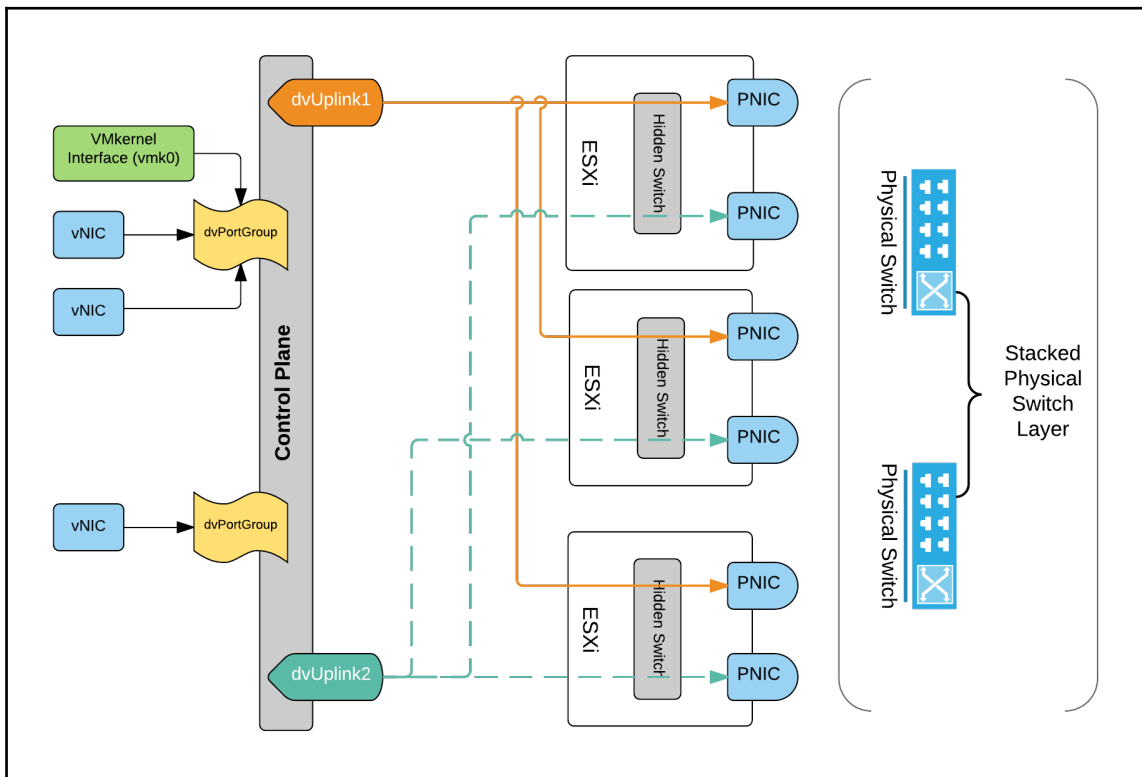 dvUplink1
VMkernel
Interface (vmk0)
vNIC
dvPortGroup
vNIC
vNIC
dvPortGroup
Control Plane
dvUplink2
ESXi
Hidden Switch
PNIC
PNIC
ESXi
Hidden Switch
PNIC
PNIC
ESXi
Hidden Switch
PNIC
PNIC
Physical Switch
Physical Switch
Stacked
Physical
Switch
Layer